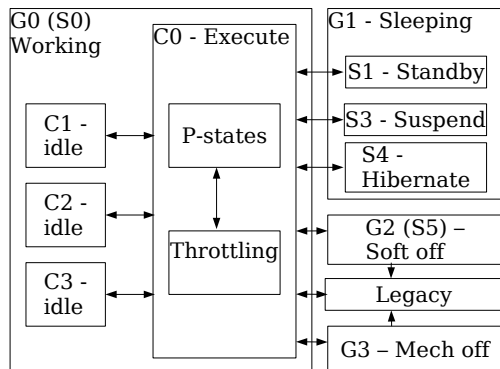 G0 (S0)
Working
C0 - Execute
G1 - Sleeping
S1 - Standby
C1 -
idle
P-states
S3 - Suspend
S4 -
Hibernate
C2 -
idle
G2 (S5) –
Soft off
Throttling
C3 -
idle
Legacy
G3 – Mech off